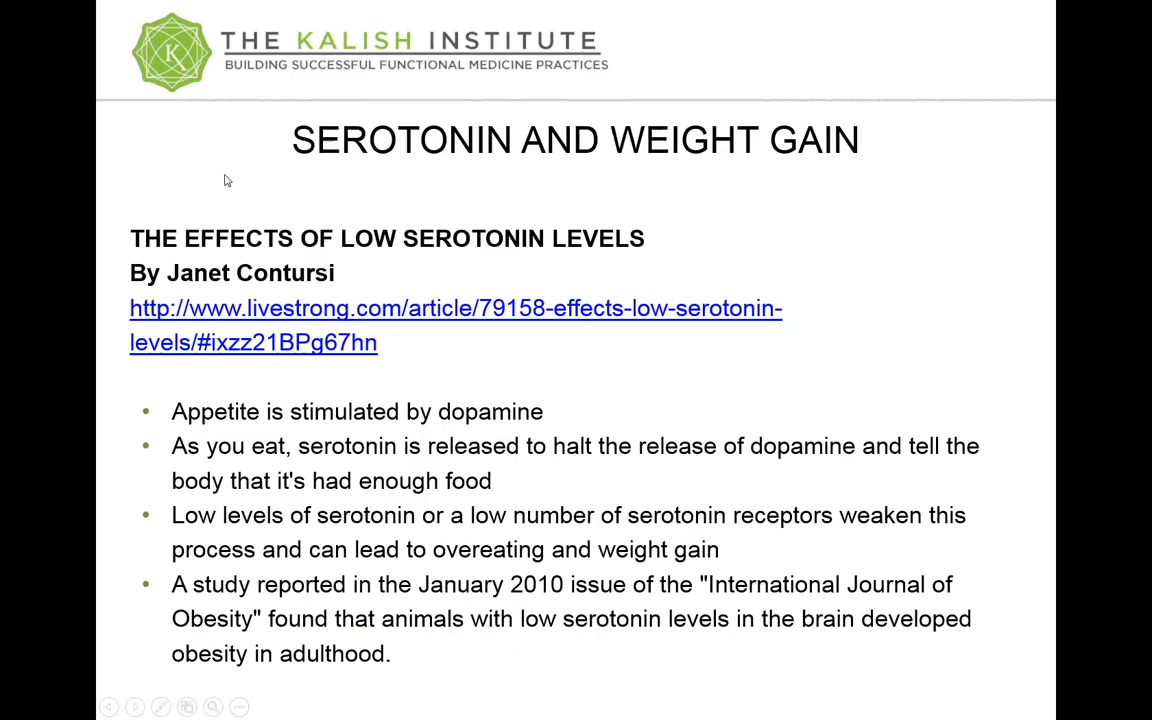 THE KALISH INSTITUTE
BUILDING SUCCESSFUL FUNCTIONAL MEDICINE PRACTICES
K
SEROTONIN AND WEIGHT GAIN
THE EFFECTS OF LOW SEROTONIN LEVELS
By Janet Contursi
http://www.livestrong.com/article/79158-effects-low-serotonin-
levels/#ixzz21BPg67hn
• Appetite is stimulated by dopamine
• As you eat, serotonin is released to halt the release of dopamine and tell the
body that it's had enough food
• Low levels of serotonin or a low number of serotonin receptors weaken this
process and can lead to overeating and weight gain
• A study reported in the January 2010 issue of the "International Journal of
Obesity" found that animals with low serotonin levels in the brain developed
obesity in adulthood.